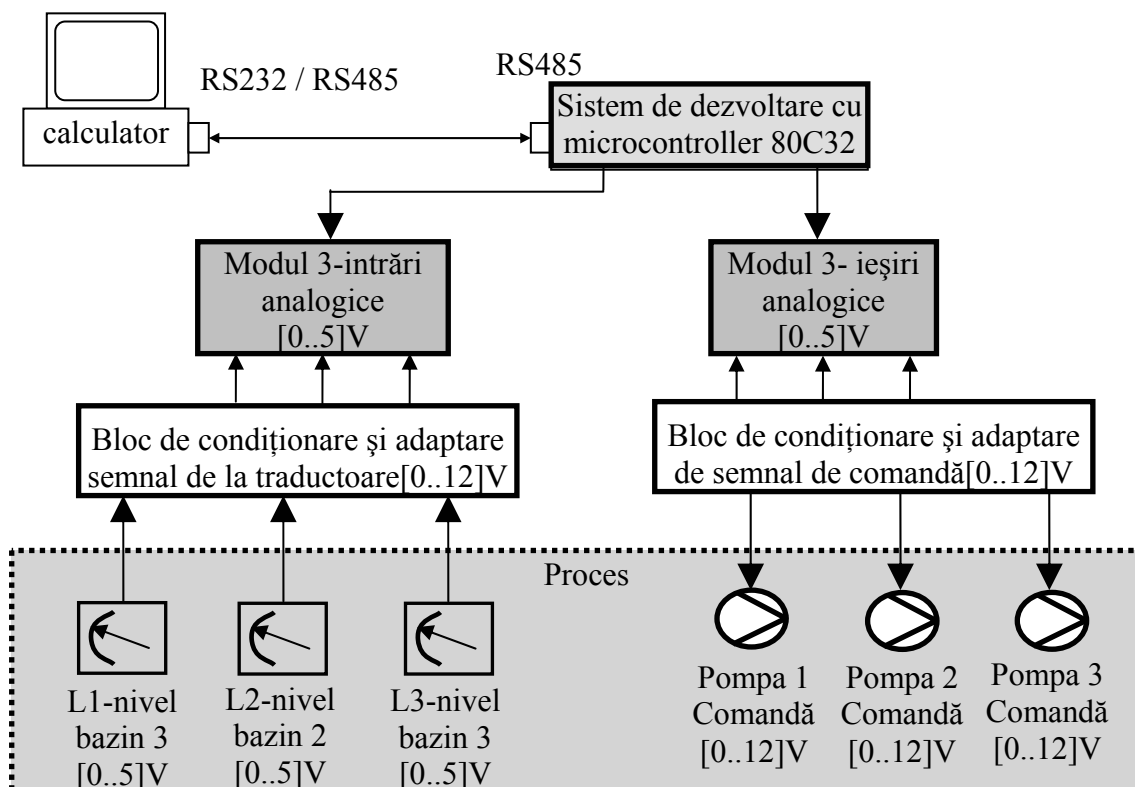 RS232 / RS485
RS485
calculator
Sistem de dezvoltare cu
microcontroller 80C32
Modul 3-intrări
analogice
[0..5]V
Modul 3- ieşiri
analogice
[0..5]V
Bloc de condiţionare şi adaptare
semnal de la traductoare[0..12]V
Bloc de condiţionare şi adaptare
de semnal de comandă[0..12]V
Proces
L1-nivel
bazin 3
[0..5]V
L2-nivel
bazin 2
[0..5]V
L3-nivel
bazin 3
[0..5]V
Pompa 1
Comandă
[0..12]V
Pompa 2
Comandă
[0..12]V
Pompa 3
Comandă
[0..12]V